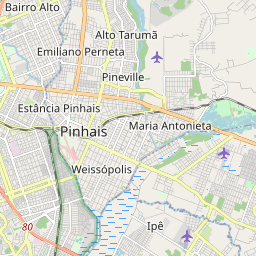 Bairro Alto
Alto Tarumã
Emiliano Perneta
Pineville
Estância Pinhais
Maria Antonieta
Pinhais
Weissópolis
Ipê
80